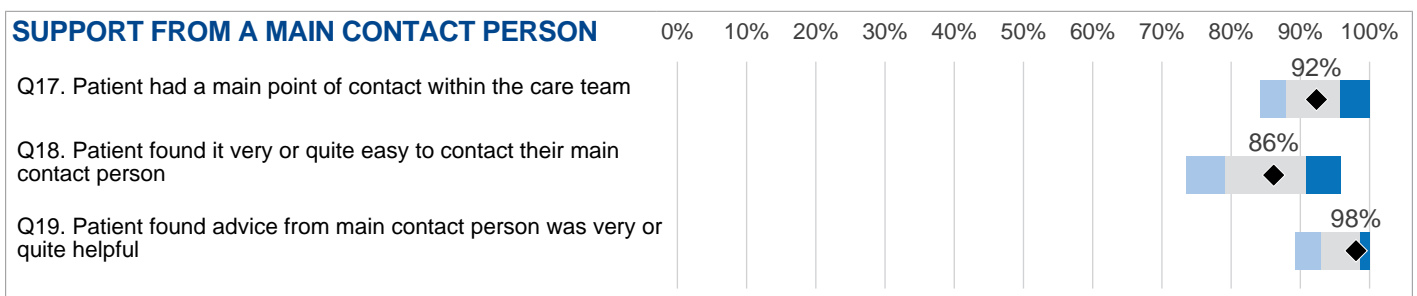 SUPPORT FROM A MAIN CONTACT PERSON 0% 10% 20% 30% 40% 50% 60% 70% 80% 90% 100%
92%
Q17. Patient had a main point of contact within the care team
86%
Q18. Patient found it very or quite easy to contact their main
contact person
98%
Q19. Patient found advice from main contact person was very or
quite helpful